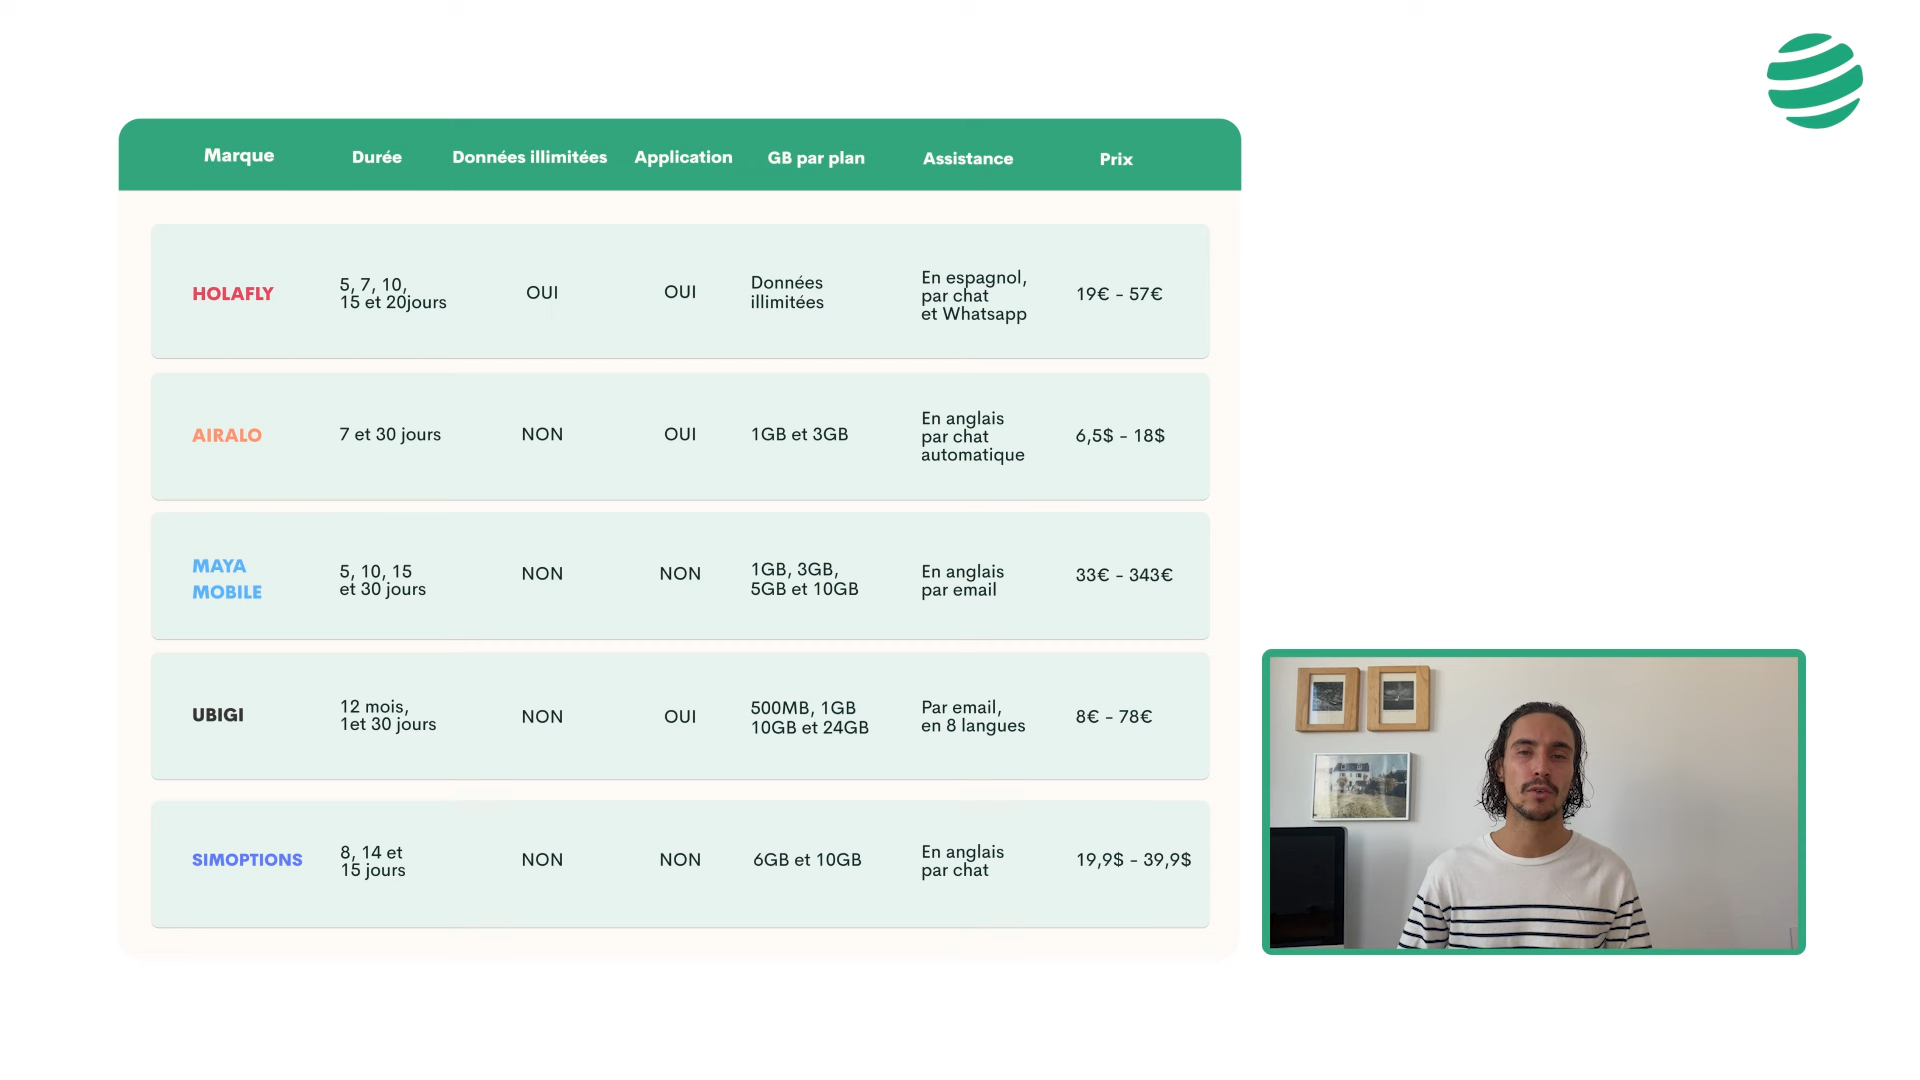 Marque Durée Données illimitées Application GB par plan Assistance Prix
HOLAFLY
5, 7, 10,
15 et 20jours
OUI
OUI
Données
illimitées
En espagnol,
par chat
et Whatsapp
19€ - 57€
AIRALO
7 et 30 jours
NON
OUI
1GB et 3GB
En anglais
par chat
automatique
6,5$ - 18$
MAYA
MOBILE
5, 10, 15
et 30 jours
NON
NON
1GB, 3GB,
5GB et 10GB
En anglais
par email
33€ - 343€
UBIGI
12 mois,
1et 30 jours
NON
OUI
500MB, 1GB
10GB et 24GB
Par email,
en 8 langues
8€ - 78€
SIMOPTIONS
8, 14 et
15 jours
NON
NON
6GB et 10GB
En anglais
par chat
19,9$ - 39,9$